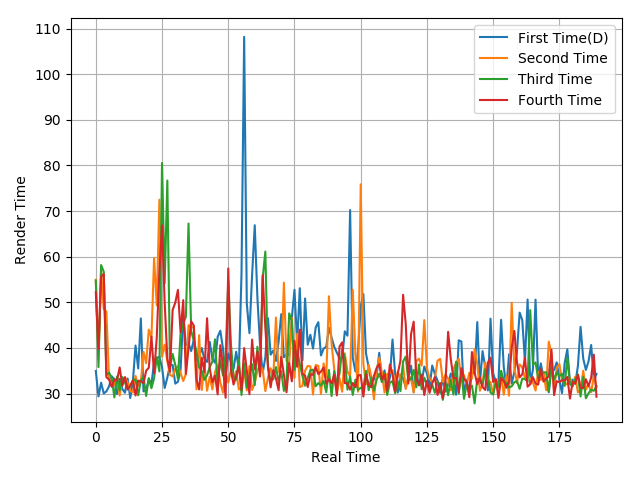 110
100
90
80
70
60
50
40
30
Render Time
0
25
50
75
100
125
150
175
Real Time
First Time(D)
Second Time
Third Time
Fourth Time